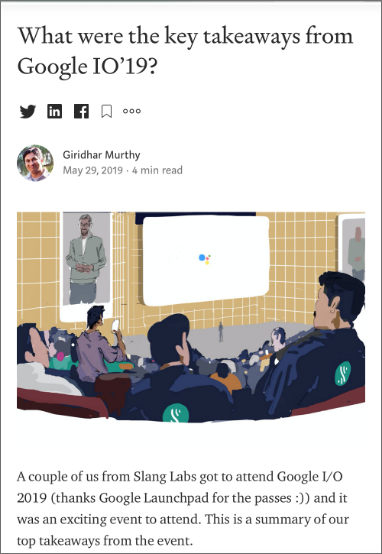 What were the key takeaways from
Google IO’19?
Giridhar Murthy
May 29, 2019 · 4 min read
A couple of us from Slang Labs got to attend Google I/O
2019 (thanks Google Launchpad for the passes :)) and it
was an exciting event to attend. This is a summary of our
top takeaways from the event.